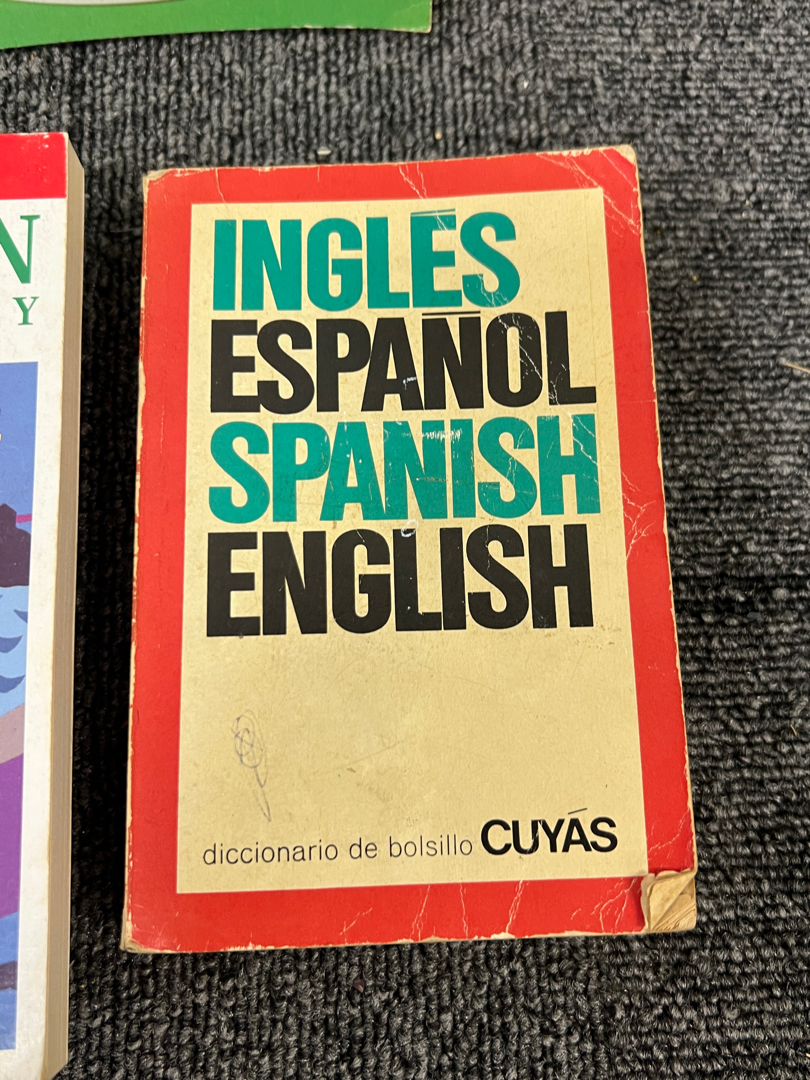 INGLÉS
ESPAÑOL
SPANISH
ENGLISH
diccionario de bolsillo CUYÁS
N
Y